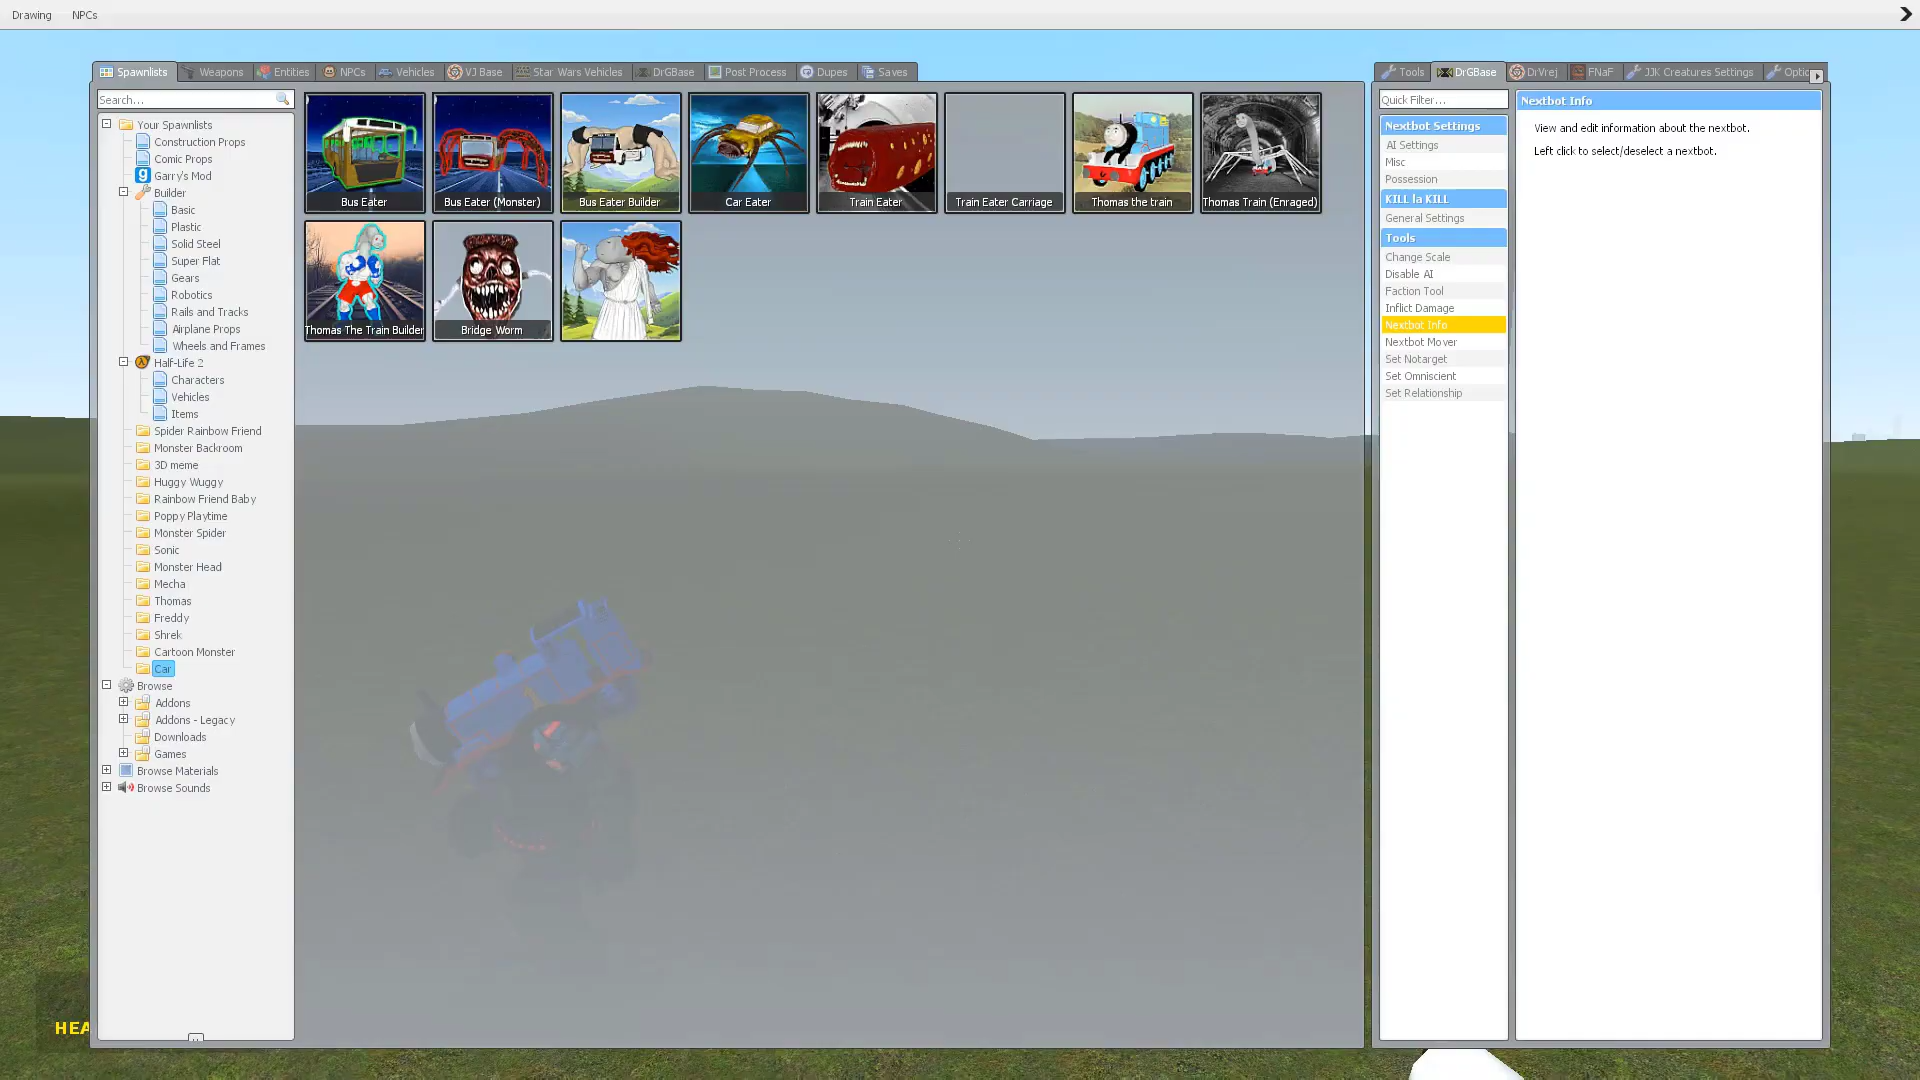 Drawing NPCs
Spawnlists Weapons Entities NPCs Vehicles VJ Base Star Wars Vehicles DrGBase Post Process Dupes Saves
Tools DrGBase DrVrej FNaF JJK Creatures Settings Optic
Search...
Your Spawnlists
Construction Props
Comic Props
Garry's Mod
Builder
Basic
Plastic
Solid Steel
Super Flat
Gears
Robotics
Rails and Tracks
Airplane Props
Wheels and Frames
Half-Life 2
Characters
Vehicles
Items
Spider Rainbow Friend
Monster Backroom
3D meme
Huggy Wuggy
Rainbow Friend Baby
Poppy Playtime
Monster Spider
Sonic
Monster Head
Mecha
Thomas
Freddy
Shrek
Cartoon Monster
Car
Browse
Addons
Addons - Legacy
Downloads
Games
Browse Materials
Browse Sounds
Bus Eater
Bus Eater (Monster)
Bus Eater Builder
Car Eater
Train Eater
Train Eater Carriage
Thomas the train
Thomas Train (Enraged)
Thomas The Train Builder
Bridge Worm
Quick Filter...
Nextbot Settings
AI Settings
Misc
Possession
KILL la KILL
General Settings
Tools
Change Scale
Disable AI
Faction Tool
Inflict Damage
Nextbot Info
Nextbot Mover
Set Notarget
Set Omniscient
Set Relationship
Nextbot Info
View and edit information about the nextbot.
Left click to select/deselect a nextbot.
HEA